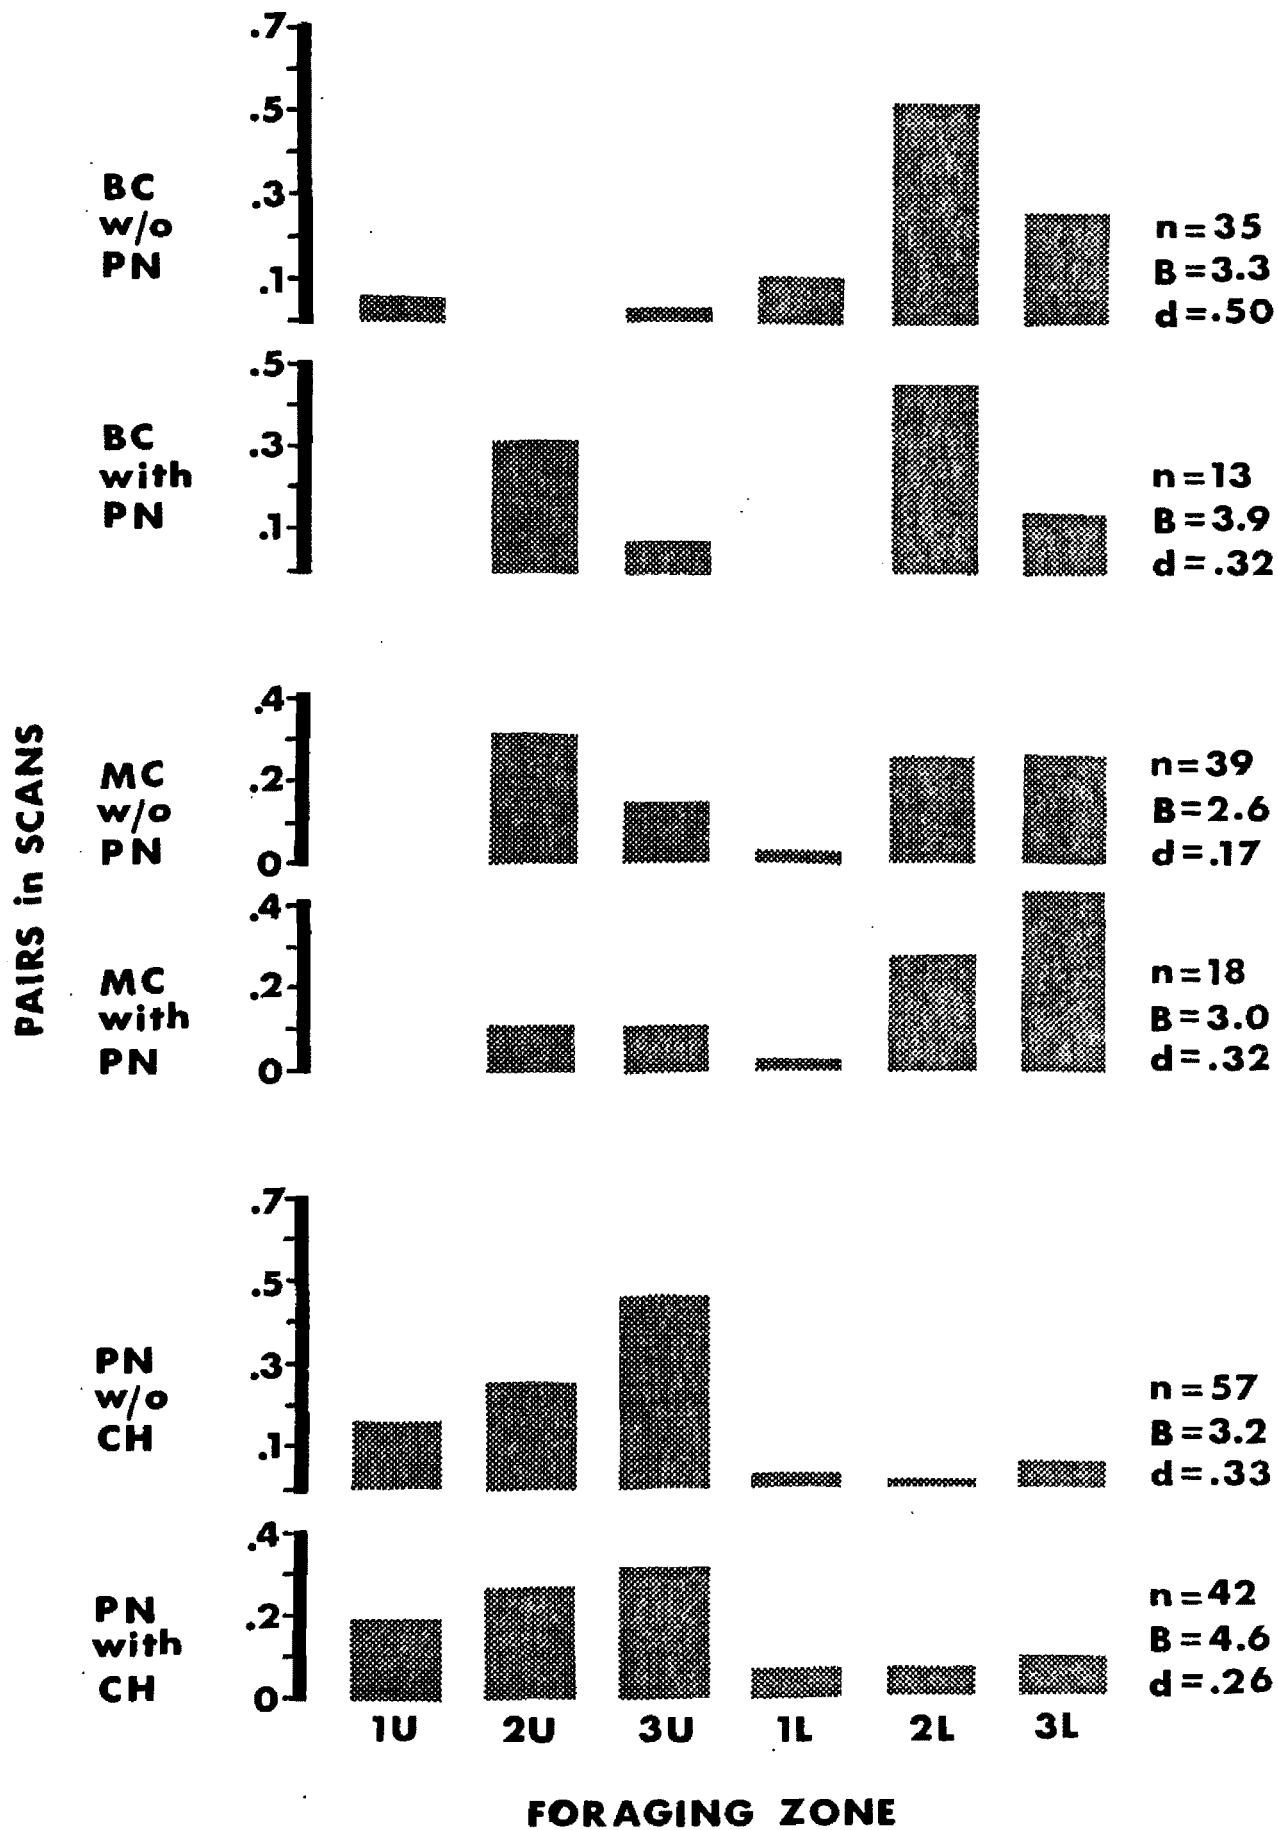 PAIRS in SCANS
.7
.5
.3
.1
BC
w/o
PN
n=35
B=3.3
d=.50
.5
.3
.1
BC
with
PN
n=13
B=3.9
d=.32
.4
.2
0
MC
w/o
PN
n=39
B=2.6
d=.17
.4
.2
0
MC
with
PN
n=18
B=3.0
d=.32
.7
.5
.3
.1
PN
w/o
CH
n=57
B=3.2
d=.33
.4
.2
0
PN
with
CH
n=42
B=4.6
d=.26
1U 2U 3U 1L 2L 3L
FORAGING ZONE